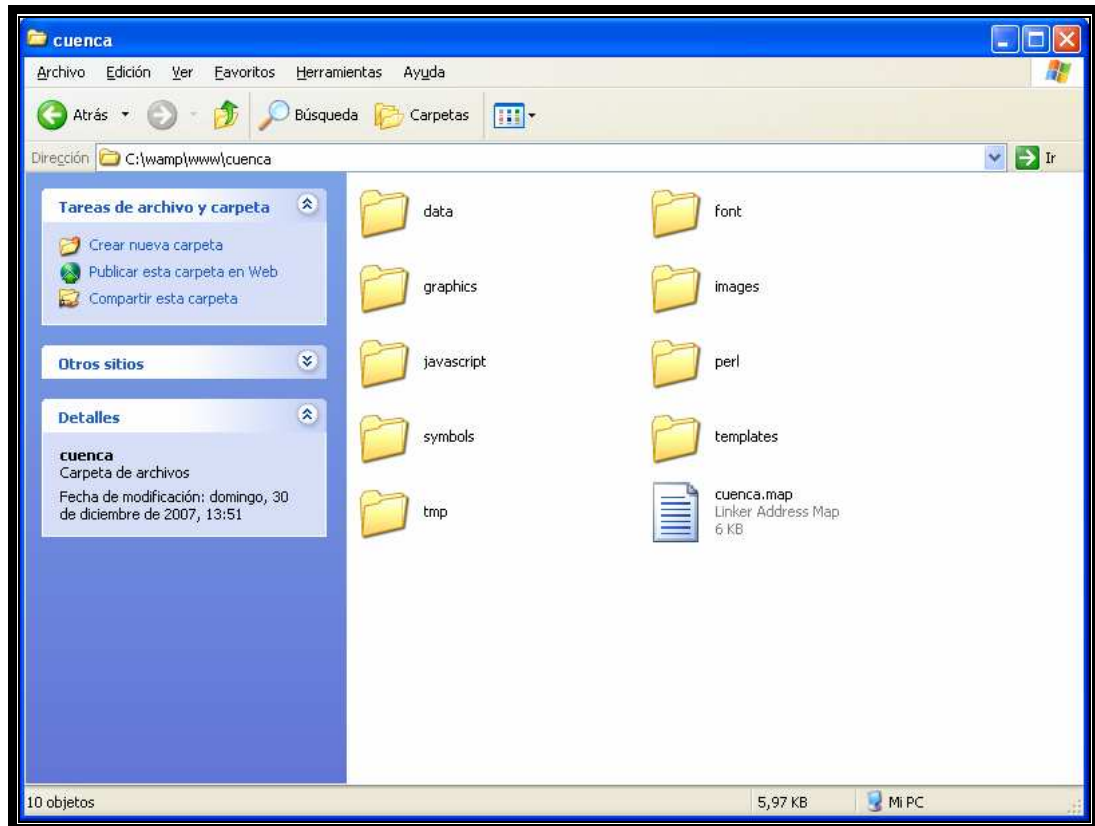 cuenca
Archivo Edición Ver Favoritos Herramientas Ayuda
Atrás Búsqueda Carpetas
Dirección C:\wamp\www\cuenca Ir
Tareas de archivo y carpeta
Crear nueva carpeta
Publicar esta carpeta en Web
Compartir esta carpeta
Otros sitios
Detalles
cuenca
Carpeta de archivos
Fecha de modificación: domingo, 30
de diciembre de 2007, 13:51
data
font
graphics
images
javascript
perl
symbols
templates
tmp
cuenca.map
Linker Address Map
6 KB
10 objetos
5,97 KB
Mi PC